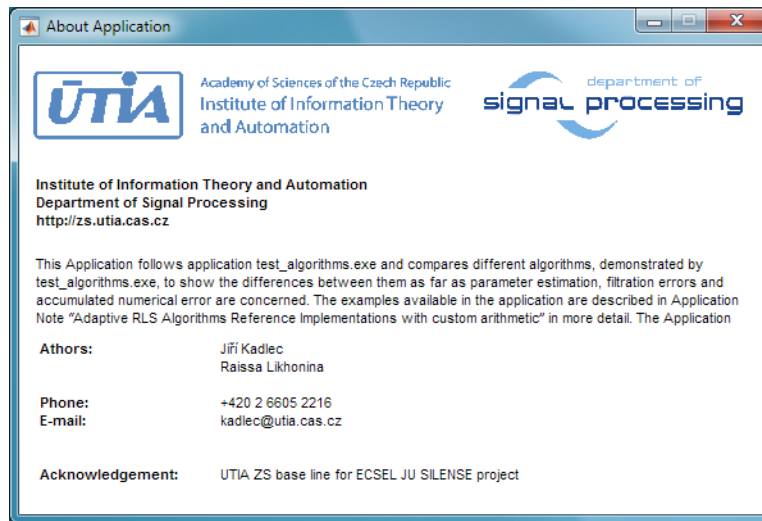 About Application
ÚTIA
Academy of Sciences of the Czech Republic
Institute of Information Theory
and Automation
department of
signal processing
Institute of Information Theory and Automation
Department of Signal Processing
http://zs.utia.cas.cz
This Application follows application test_algorithms.exe and compares different algorithms, demonstrated by
test_algorithms.exe, to show the differences between them as far as parameter estimation, filtration errors and
accumulated numerical error are concerned. The examples available in the application are described in Application
Note "Adaptive RLS Algorithms Reference Implementations with custom arithmetic" in more detail. The Application
Athors: Jiří Kadlec
Raissa Likhonina
Phone: +420 2 6605 2216
E-mail: kadlec@utia.cas.cz
Acknowledgement: UTIA ZS base line for ECSEL JU SILENSE project